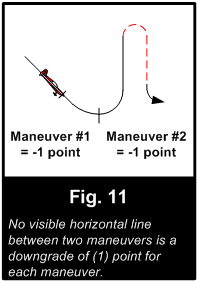 Maneuver #1 Maneuver #2
= -1 point = -1 point
Fig. 11
No visible horizontal line
between two maneuvers is a
downgrade of (1) point for
each maneuver.